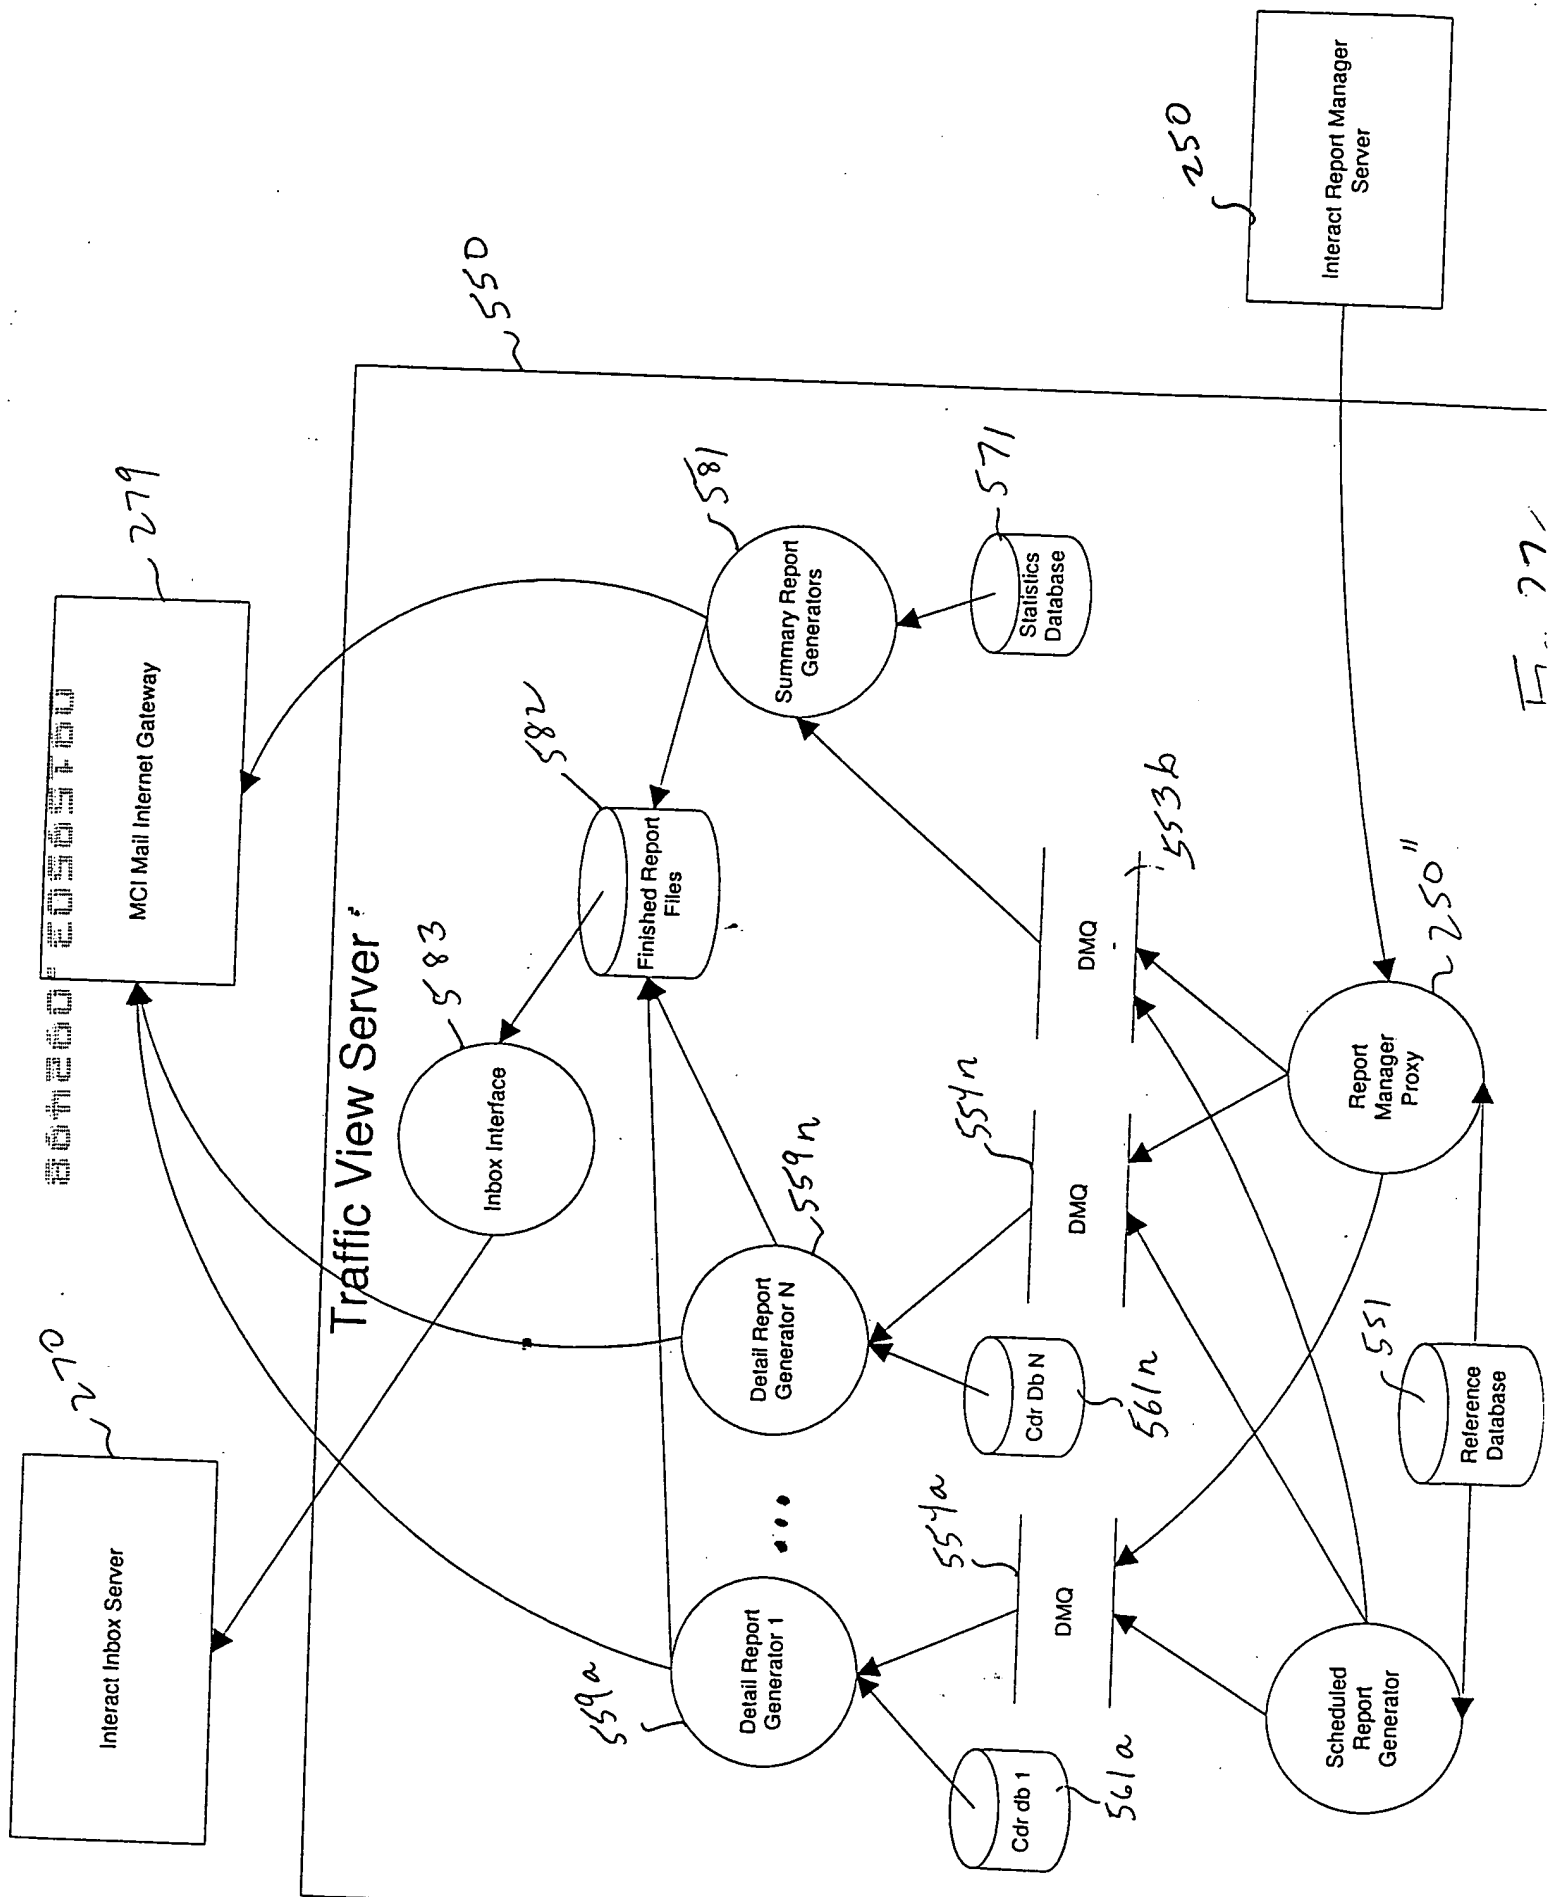 Interact Inbox Server
270
MCI Mail Internet Gateway
279
09159503.092498
Traffic View Server
550
Inbox Interface
583
Finished Report
Files
582
Detail Report
Generator 1
559a
Detail Report
Generator N
559n
Summary Report
Generators
581
Cdr db 1
561a
Cdr Db N
561n
Statistics
Database
571
DMQ
554a
DMQ
554n
DMQ
553b
Scheduled
Report
Generator
Reference
Database
551
Report
Manager
Proxy
250"
Interact Report Manager
Server
250